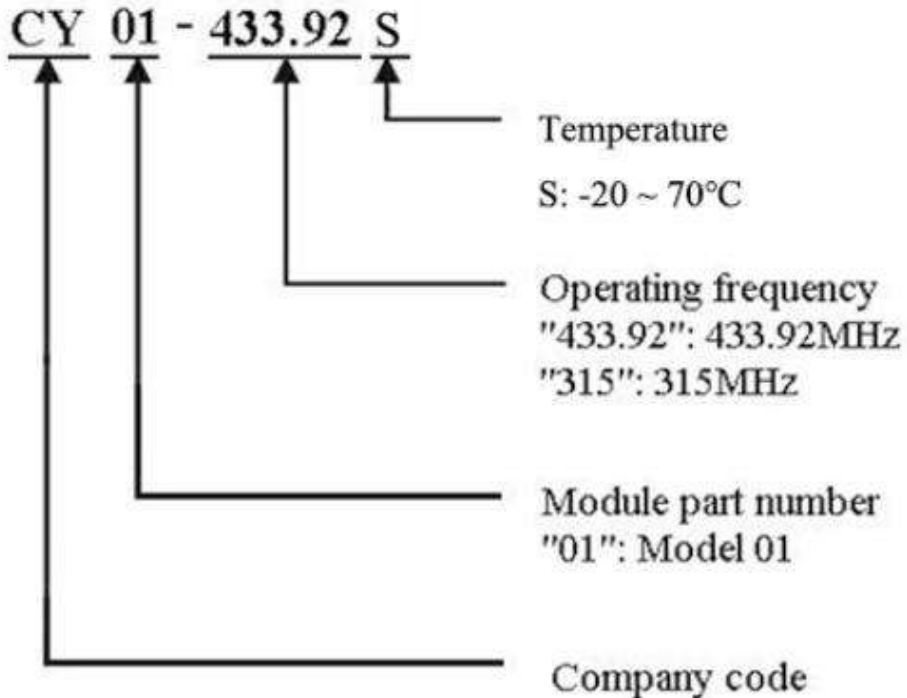 CY 01 - 433.92 S
Temperature
S: -20 ~ 70°C
Operating frequency
"433.92": 433.92MHz
"315": 315MHz
Module part number
"01": Model 01
Company code